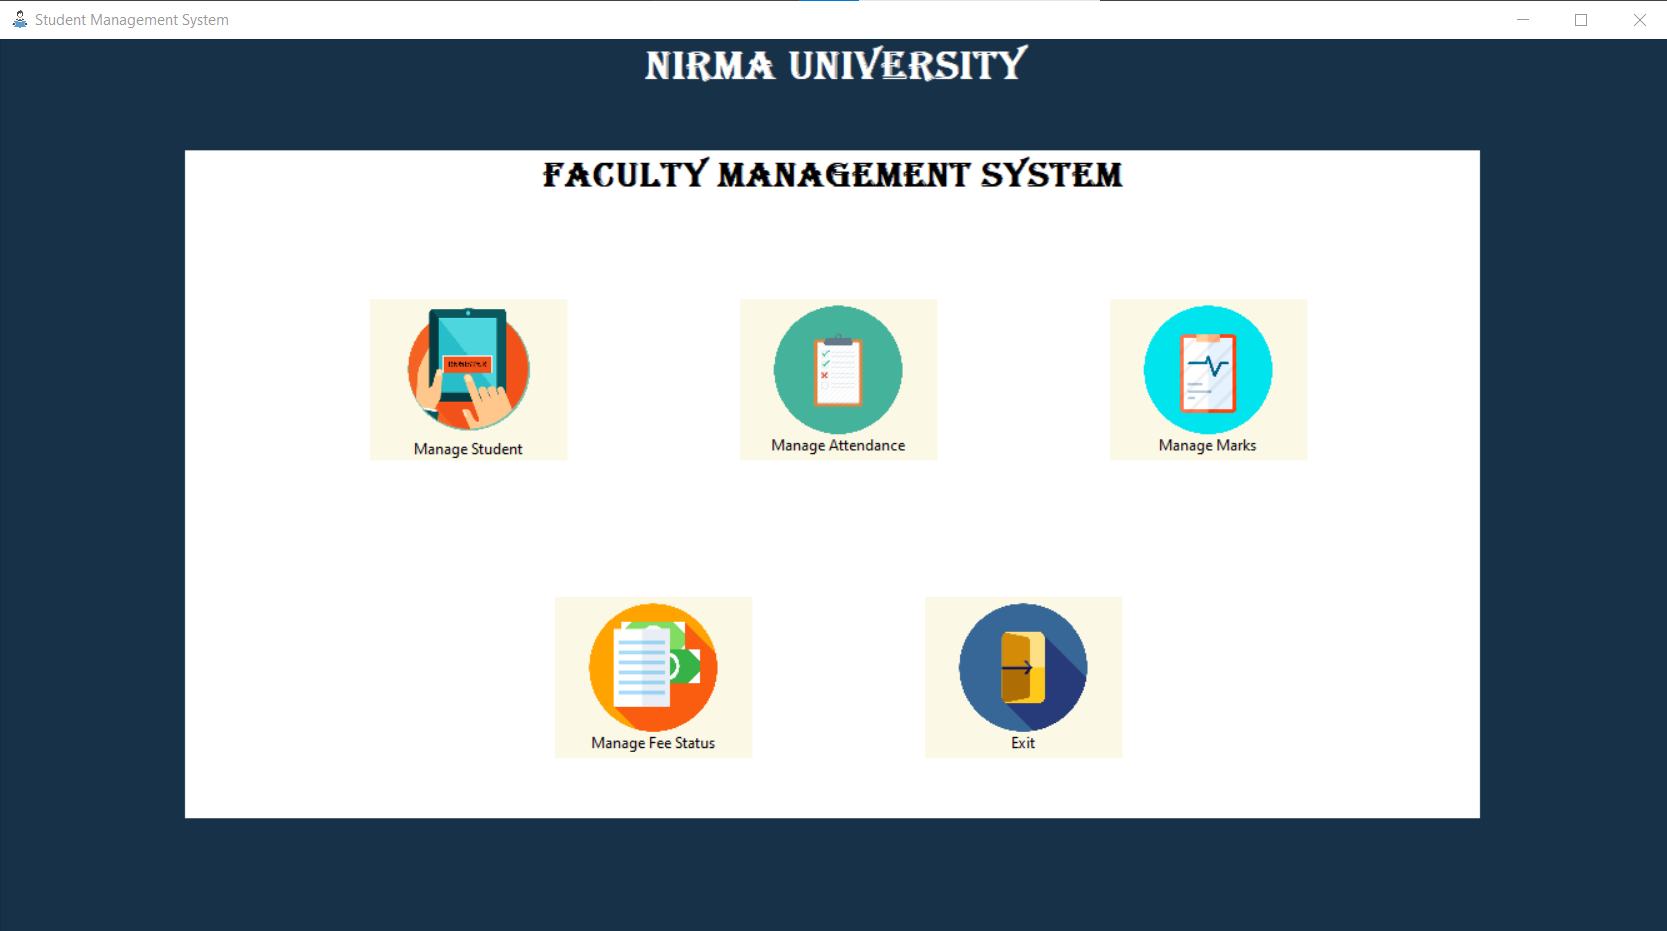 Student Management System
NIRMA UNIVERSITY
FACULTY MANAGEMENT SYSTEM
REGISTER
Manage Student
Manage Attendance
Manage Marks
Manage Fee Status
Exit